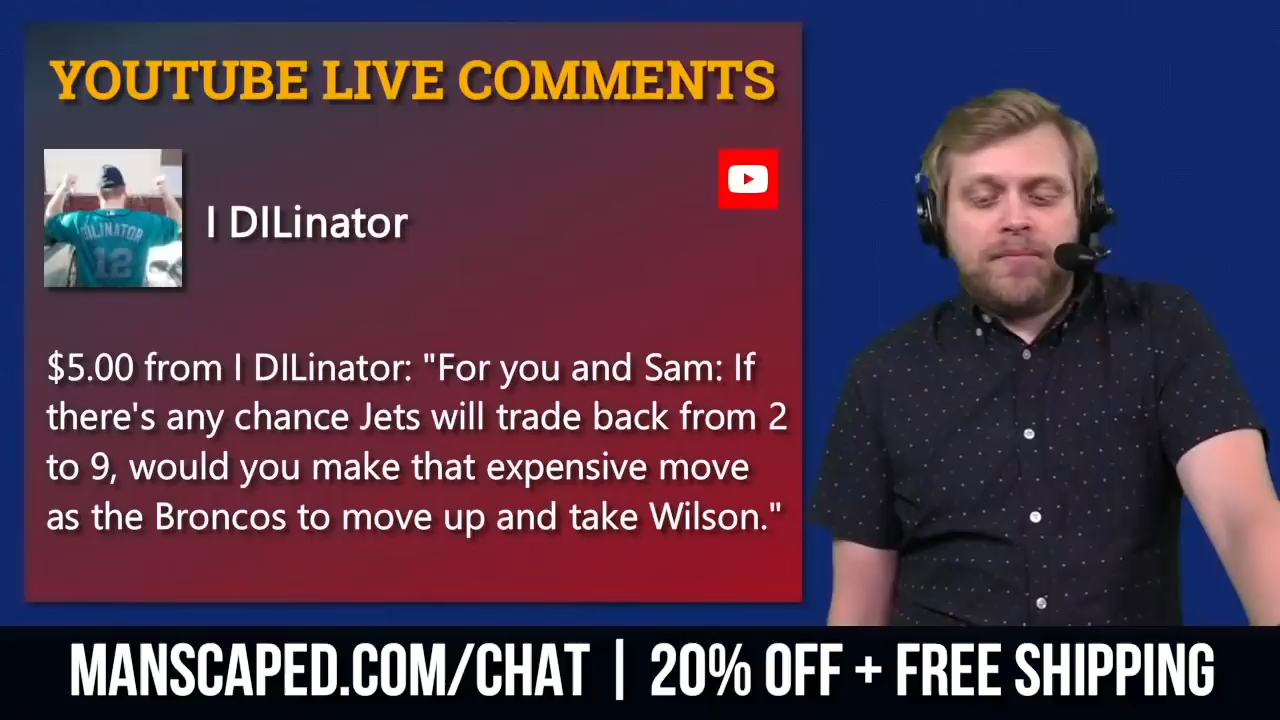 YOUTUBE LIVE COMMENTS
DILINATOR
12
I DILinator
$5.00 from I DILinator: "For you and Sam: If
there's any chance Jets will trade back from 2
to 9, would you make that expensive move
as the Broncos to move up and take Wilson."
MANSCAPED.COM/CHAT | 20% OFF + FREE SHIPPING